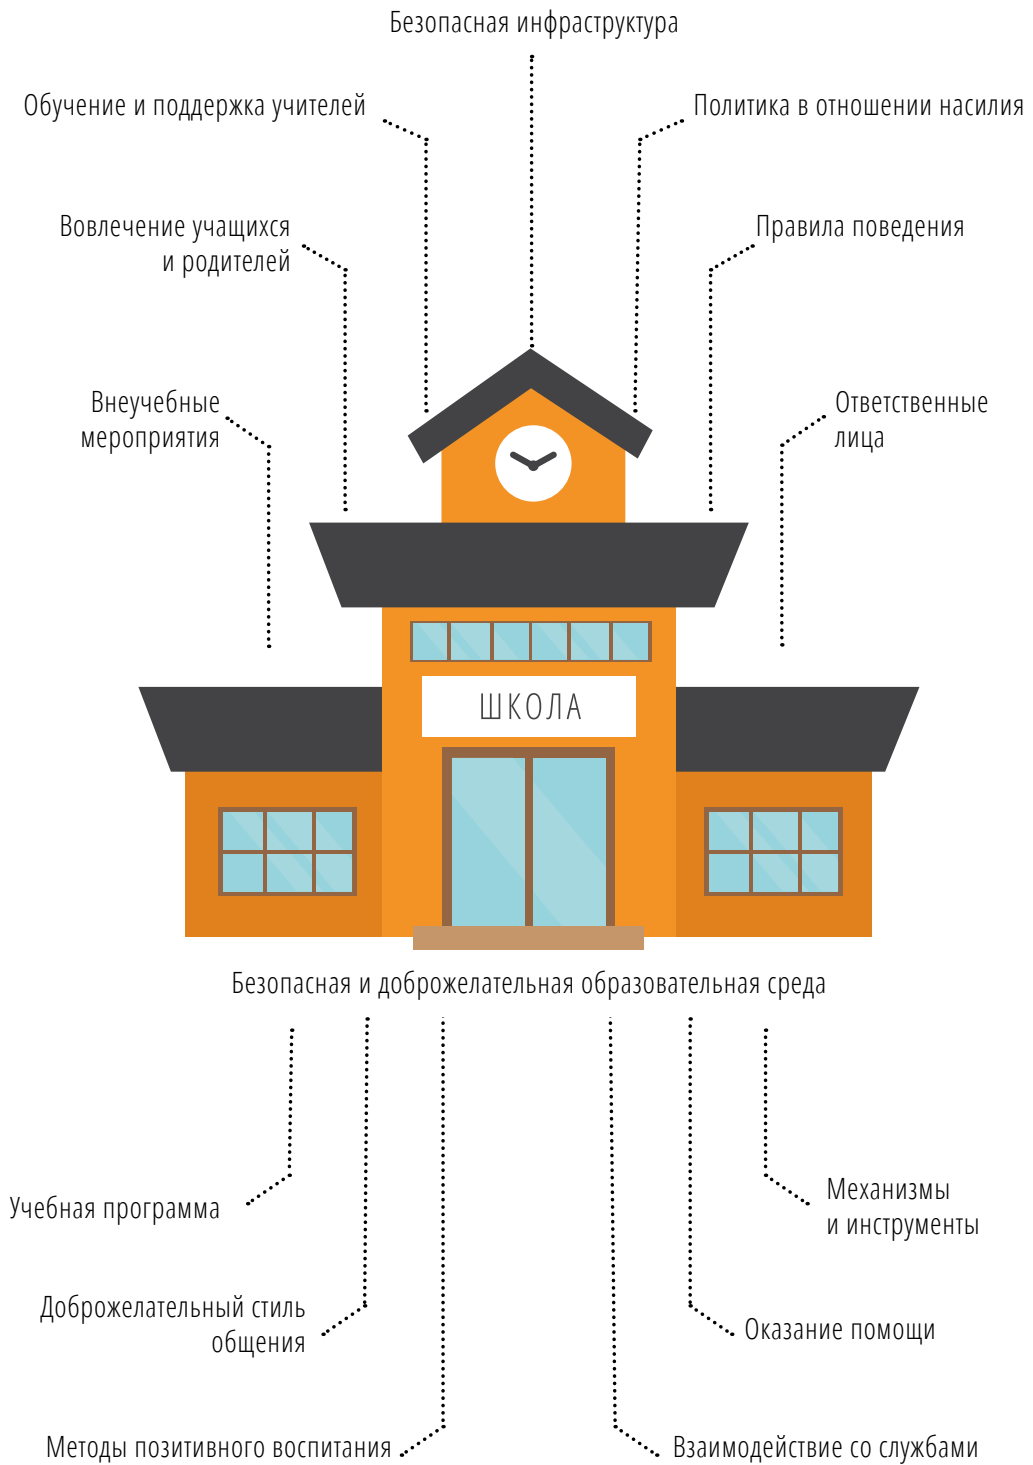 Безопасная инфраструктура
Обучение и поддержка учителей
Политика в отношении насилия
Вовлечение учащихся
и родителей
Правила поведения
Внеучебные
мероприятия
Ответственные
лица
ШКОЛА
Безопасная и доброжелательная образовательная среда
Учебная программа
Механизмы
и инструменты
Доброжелательный стиль
общения
Оказание помощи
Методы позитивного воспитания
Взаимодействие со службами